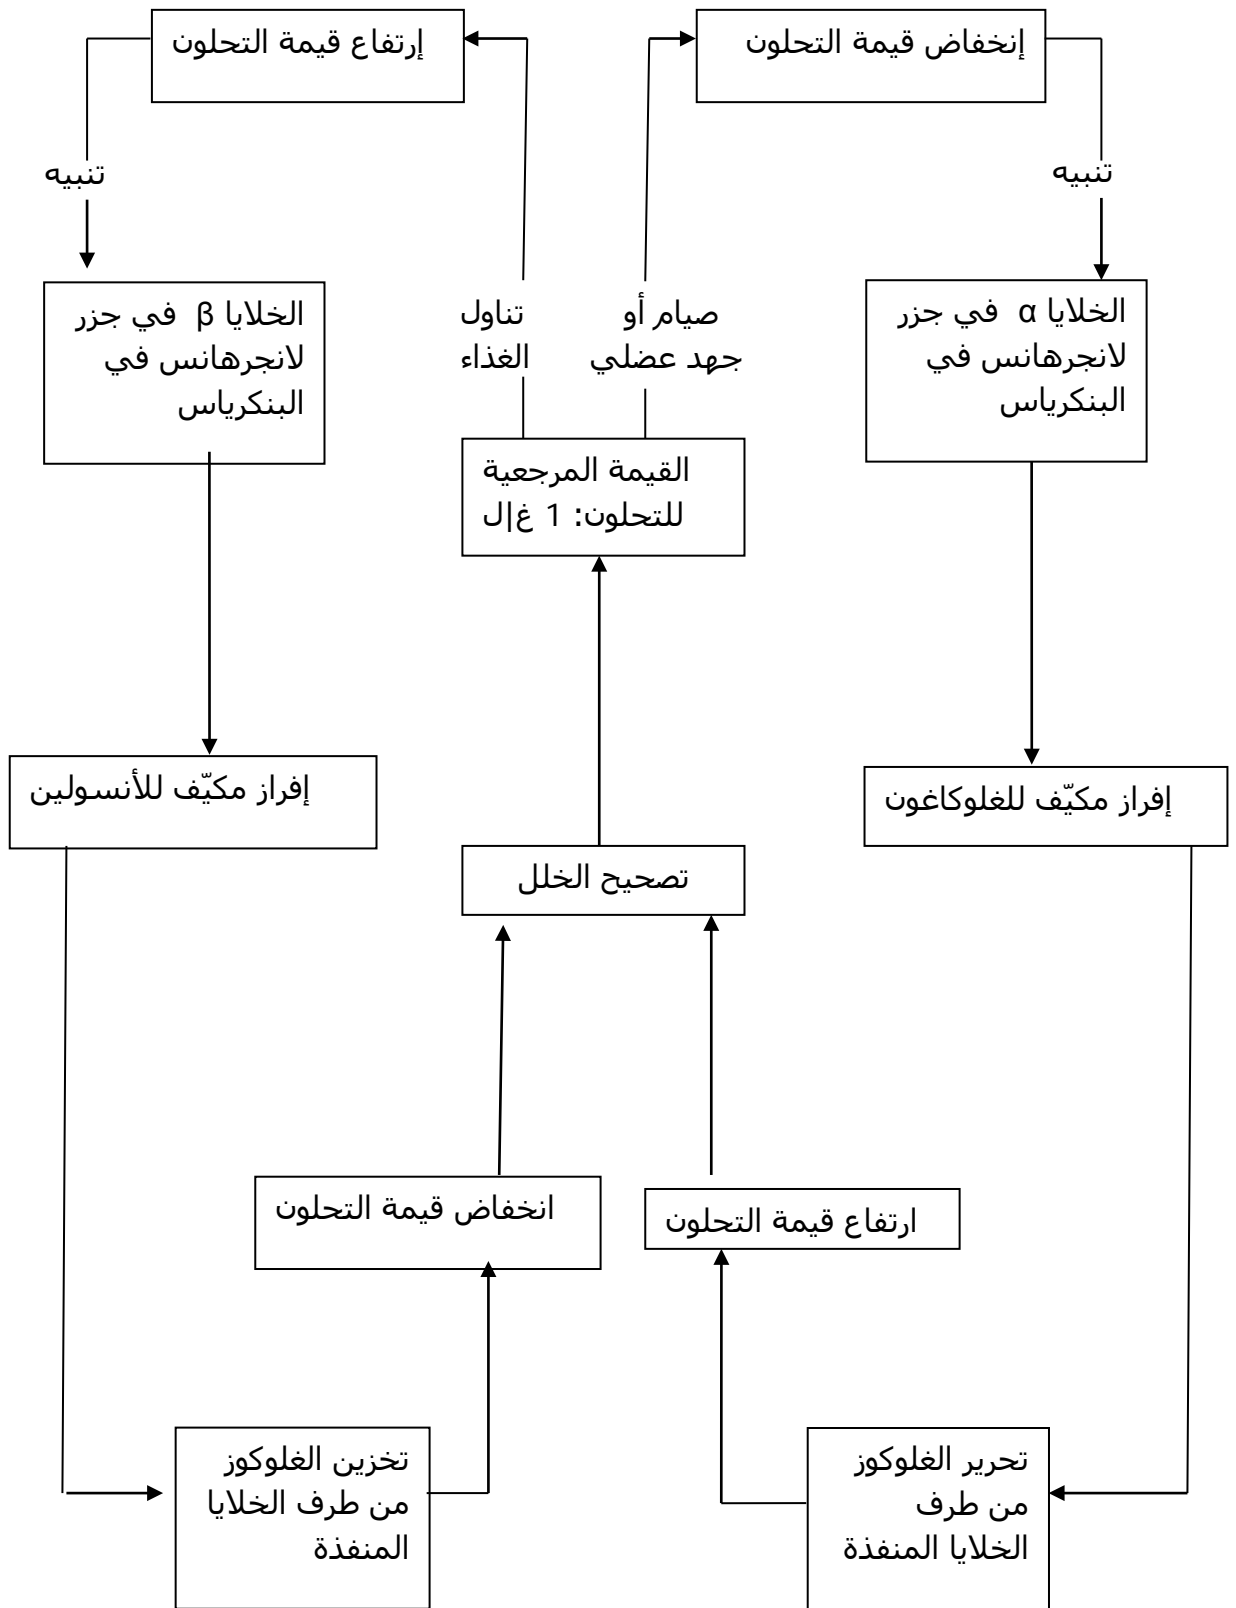 إنخفاض قيمة التحلون
إرتفاع قيمة التحلون
تنبيه
تنبيه
الخلايا α في جزر
لانجرهانس في
البنكرياس
صيام أو
جهد عضلي
تناول
الغذاء
الخلايا β في جزر
لانجرهانس في
البنكرياس
القيمة المرجعية
للتحلون: 1 غ|ل
إفراز مكيّف للغلوكاغون
إفراز مكيّف للأنسولين
تصحيح الخلل
ارتفاع قيمة التحلون
انخفاض قيمة التحلون
تحرير الغلوكوز
من طرف
الخلايا المنفذة
تخزين الغلوكوز
من طرف الخلايا
المنفذة